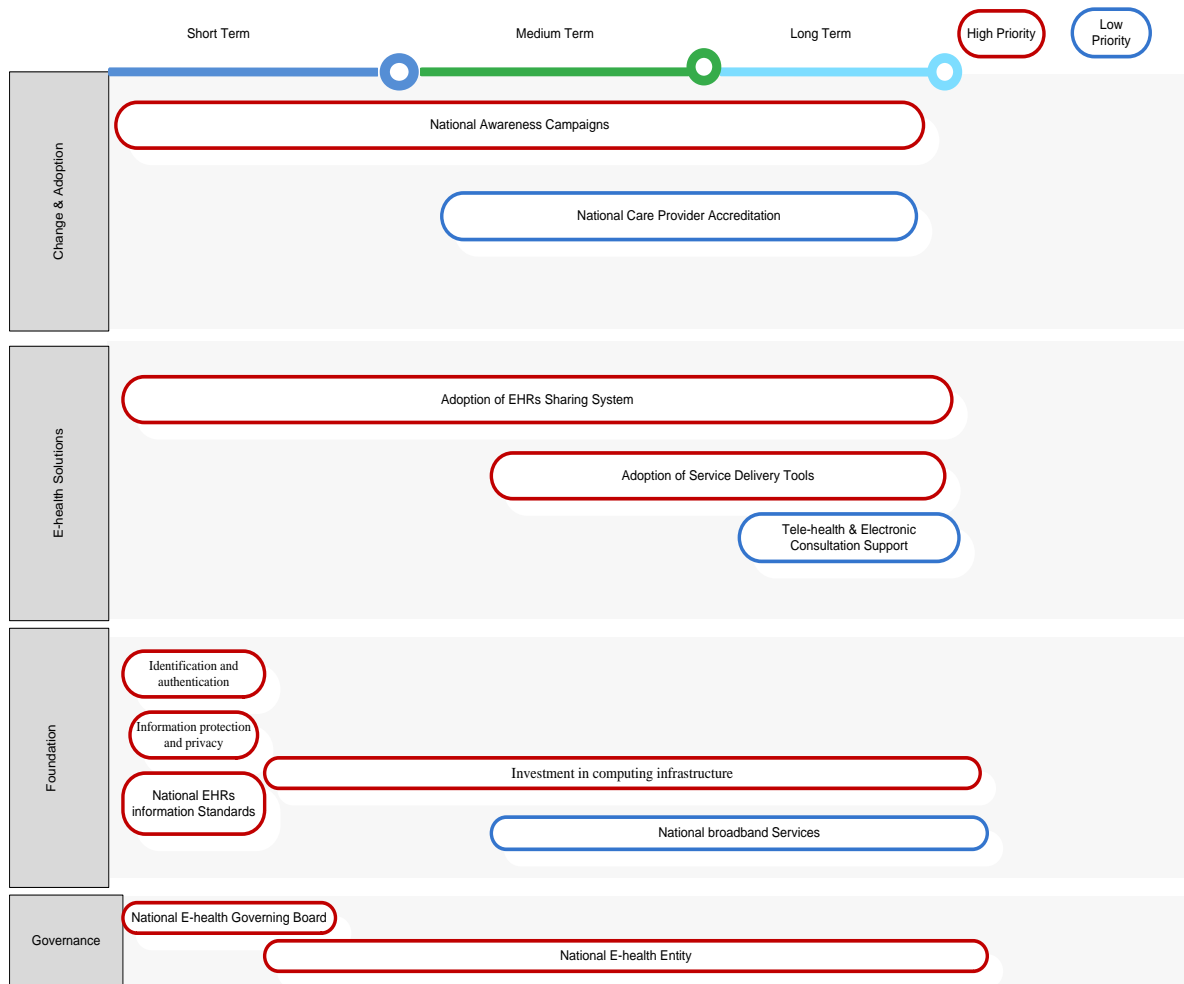 Short Term
Medium Term
Long Term
High Priority
Low
Priority
Change & Adoption
National Awareness Campaigns
National Care Provider Accreditation
E-health Solutions
Adoption of EHRs Sharing System
Adoption of Service Delivery Tools
Tele-health & Electronic
Consultation Support
Foundation
Identification and
authentication
Information protection
and privacy
Investment in computing infrastructure
National EHRs
information Standards
National broadband Services
Governance
National E-health Governing Board
National E-health Entity